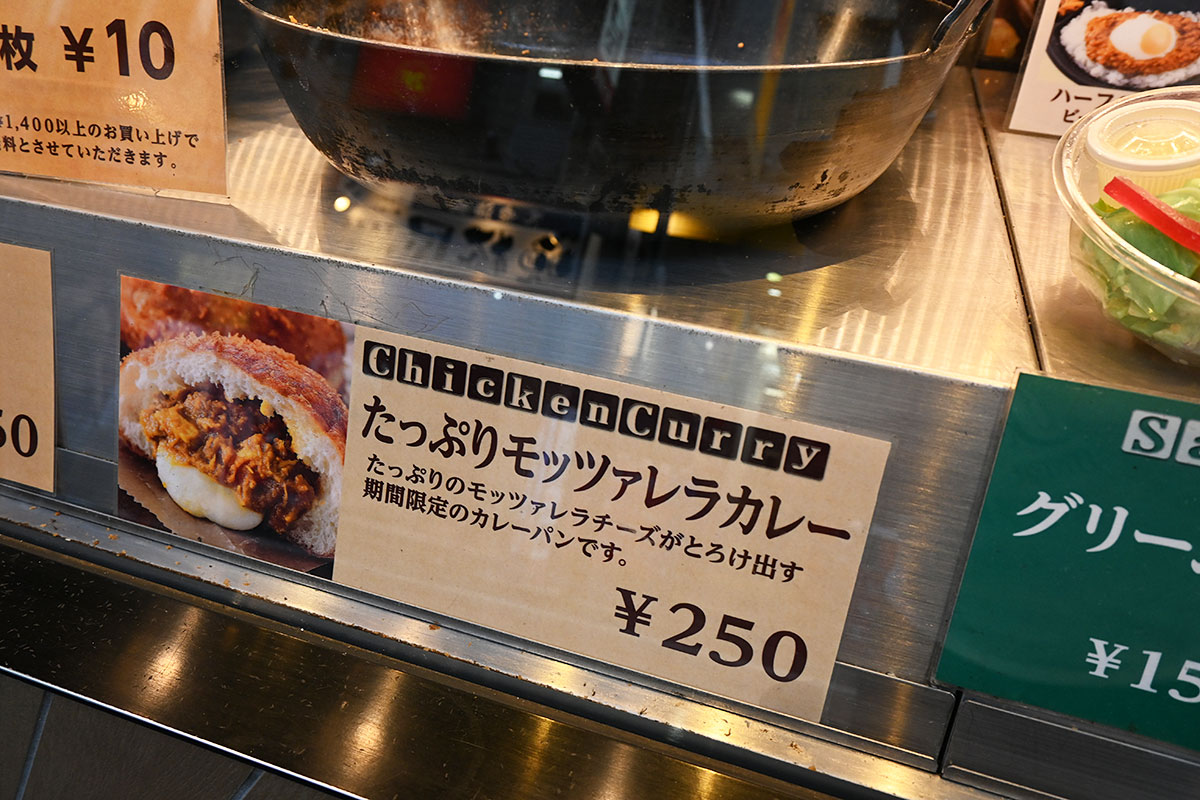 枚 ¥10
¥1,400以上のお買い上げで
料とさせていただきます。
ハーフ
50
ChickenCurry
たっぷりモッツァレラカレー
たっぷりのモッツァレラチーズがとろけ出す
期間限定のカレーパンです。
¥250
グリー
¥15